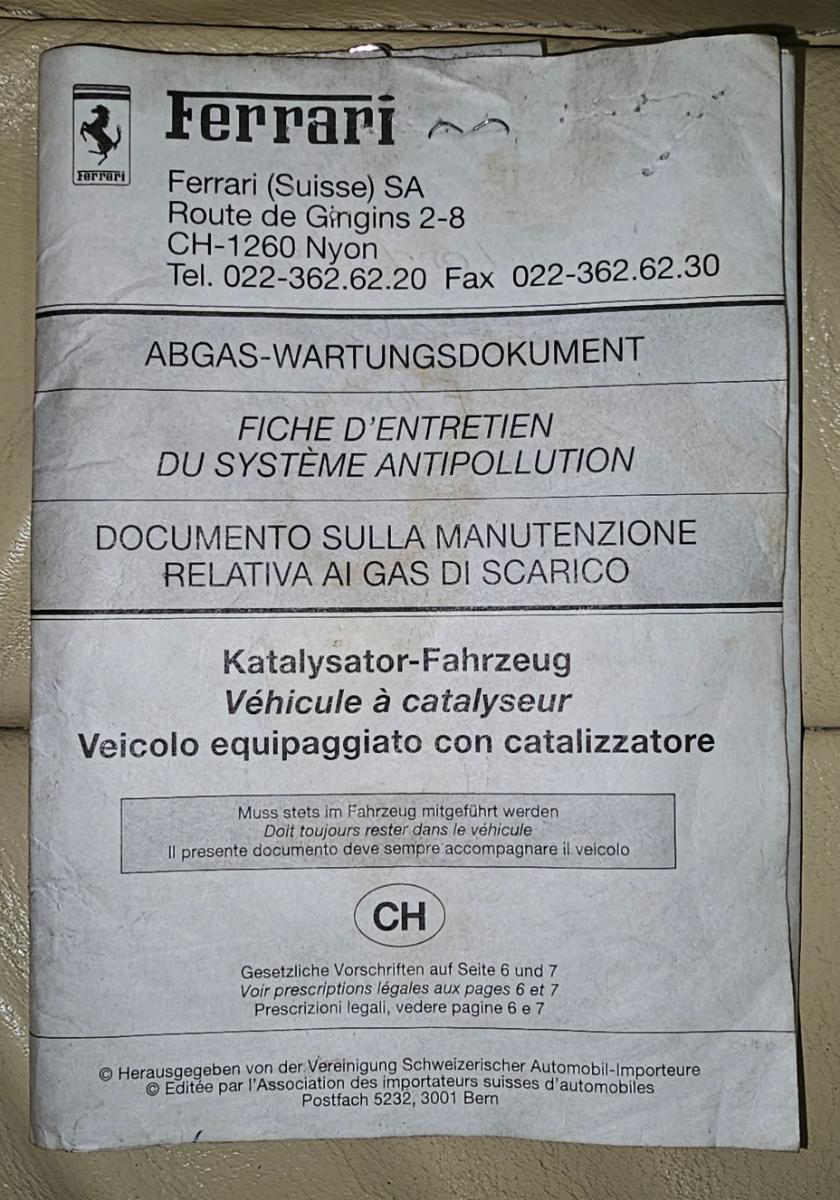 Ferrari
Ferrari
Ferrari (Suisse) SA
Route de Gingins 2-8
CH-1260 Nyon
Tel. 022-362.62.20 Fax 022-362.62.30
ABGAS-WARTUNGSDOKUMENT
FICHE D'ENTRETIEN
DU SYSTÈME ANTIPOLLUTION
DOCUMENTO SULLA MANUTENZIONE
RELATIVA AI GAS DI SCARICO
Katalysator-Fahrzeug
Véhicule à catalyseur
Veicolo equipaggiato con catalizzatore
Muss stets im Fahrzeug mitgeführt werden
Doit toujours rester dans le véhicule
Il presente documento deve sempre accompagnare il veicolo
CH
Gesetzliche Vorschriften auf Seite 6 und 7
Voir prescriptions légales aux pages 6 et 7
Prescrizioni legali, vedere pagine 6 e 7
© Herausgegeben von der Vereinigung Schweizerischer Automobil-Importeure
© Editée par l'Association des importateurs suisses d'automobiles
Postfach 5232, 3001 Bern